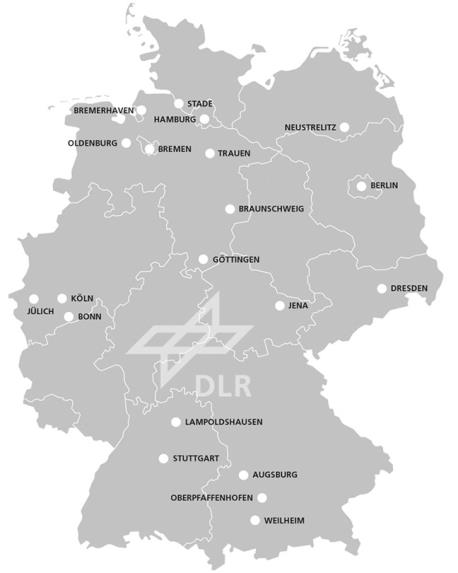 STADE
BREMERHAVEN
HAMBURG
NEUSTRELITZ
OLDENBURG
BREMEN
TRAUEN
BERLIN
BRAUNSCHWEIG
GÖTTINGEN
DRESDEN
KÖLN
JENA
JÜLICH
BONN
DLR
LAMPOLDSHAUSEN
STUTTGART
AUGSBURG
OBERPFAFFENHOFEN
WEILHEIM